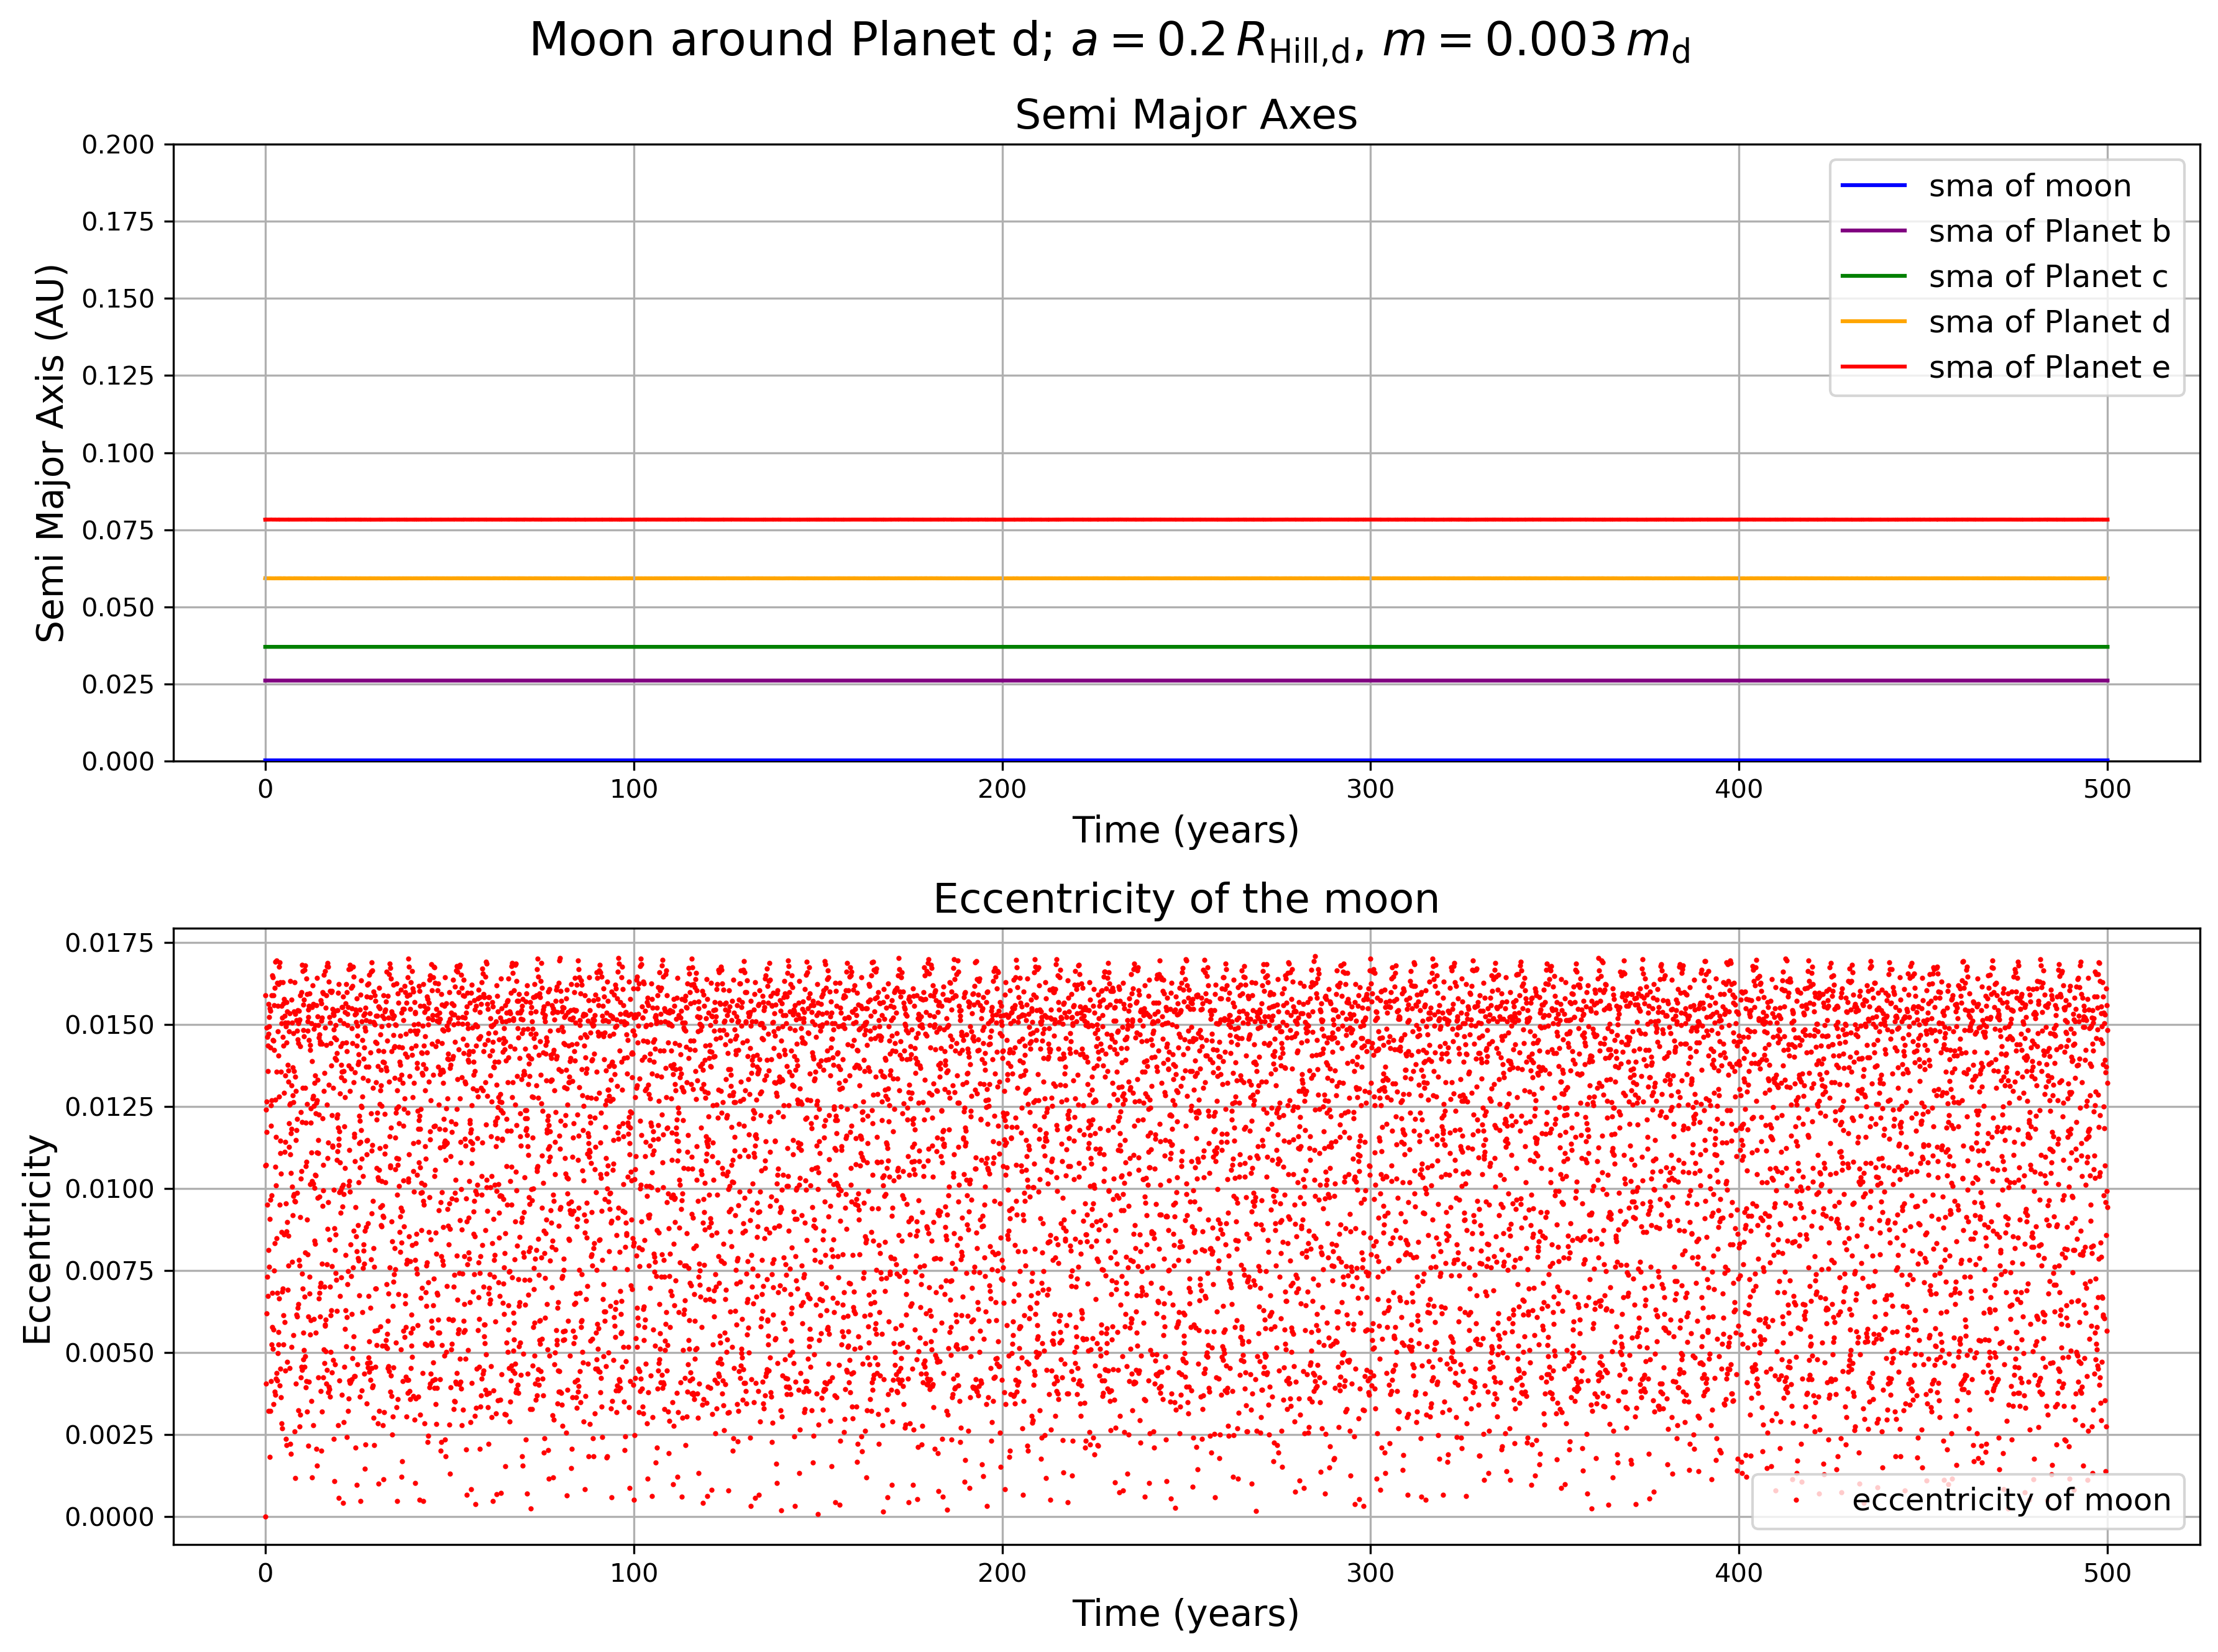 Moon around Planet d; a = 0.2 R_Hill,d, m = 0.003 m_d
Semi Major Axes
Semi Major Axis (AU)
0.200
0.175
0.150
0.125
0.100
0.075
0.050
0.025
0.000
sma of moon
sma of Planet b
sma of Planet c
sma of Planet d
sma of Planet e
0 100 200 300 400 500
Time (years)
Eccentricity of the moon
Eccentricity
0.0175
0.0150
0.0125
0.0100
0.0075
0.0050
0.0025
0.0000
eccentricity of moon
0 100 200 300 400 500
Time (years)